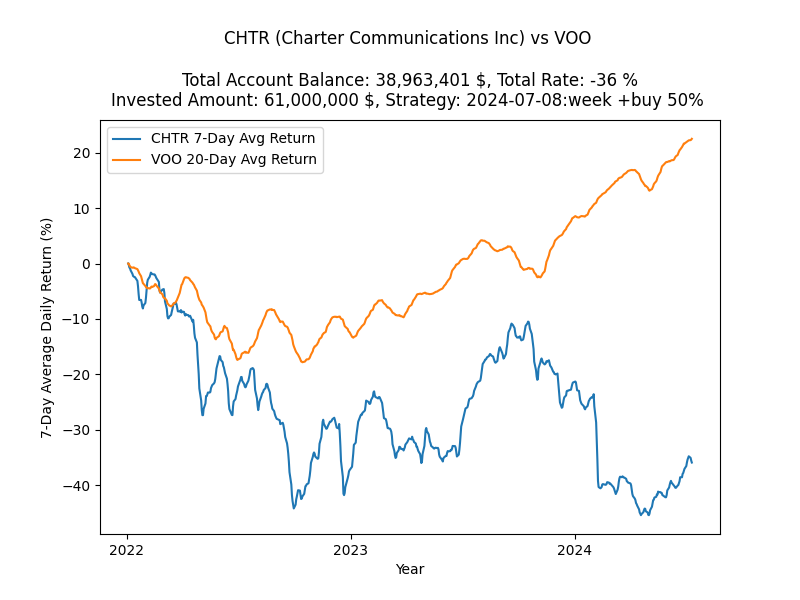 CHTR (Charter Communications Inc) vs VOO
Total Account Balance: 38,963,401 $, Total Rate: -36 %
Invested Amount: 61,000,000 $, Strategy: 2024-07-08:week +buy 50%
CHTR 7-Day Avg Return
VOO 20-Day Avg Return
7-Day Average Daily Return (%)
20
10
0
−10
−20
−30
−40
2022
2023
2024
Year